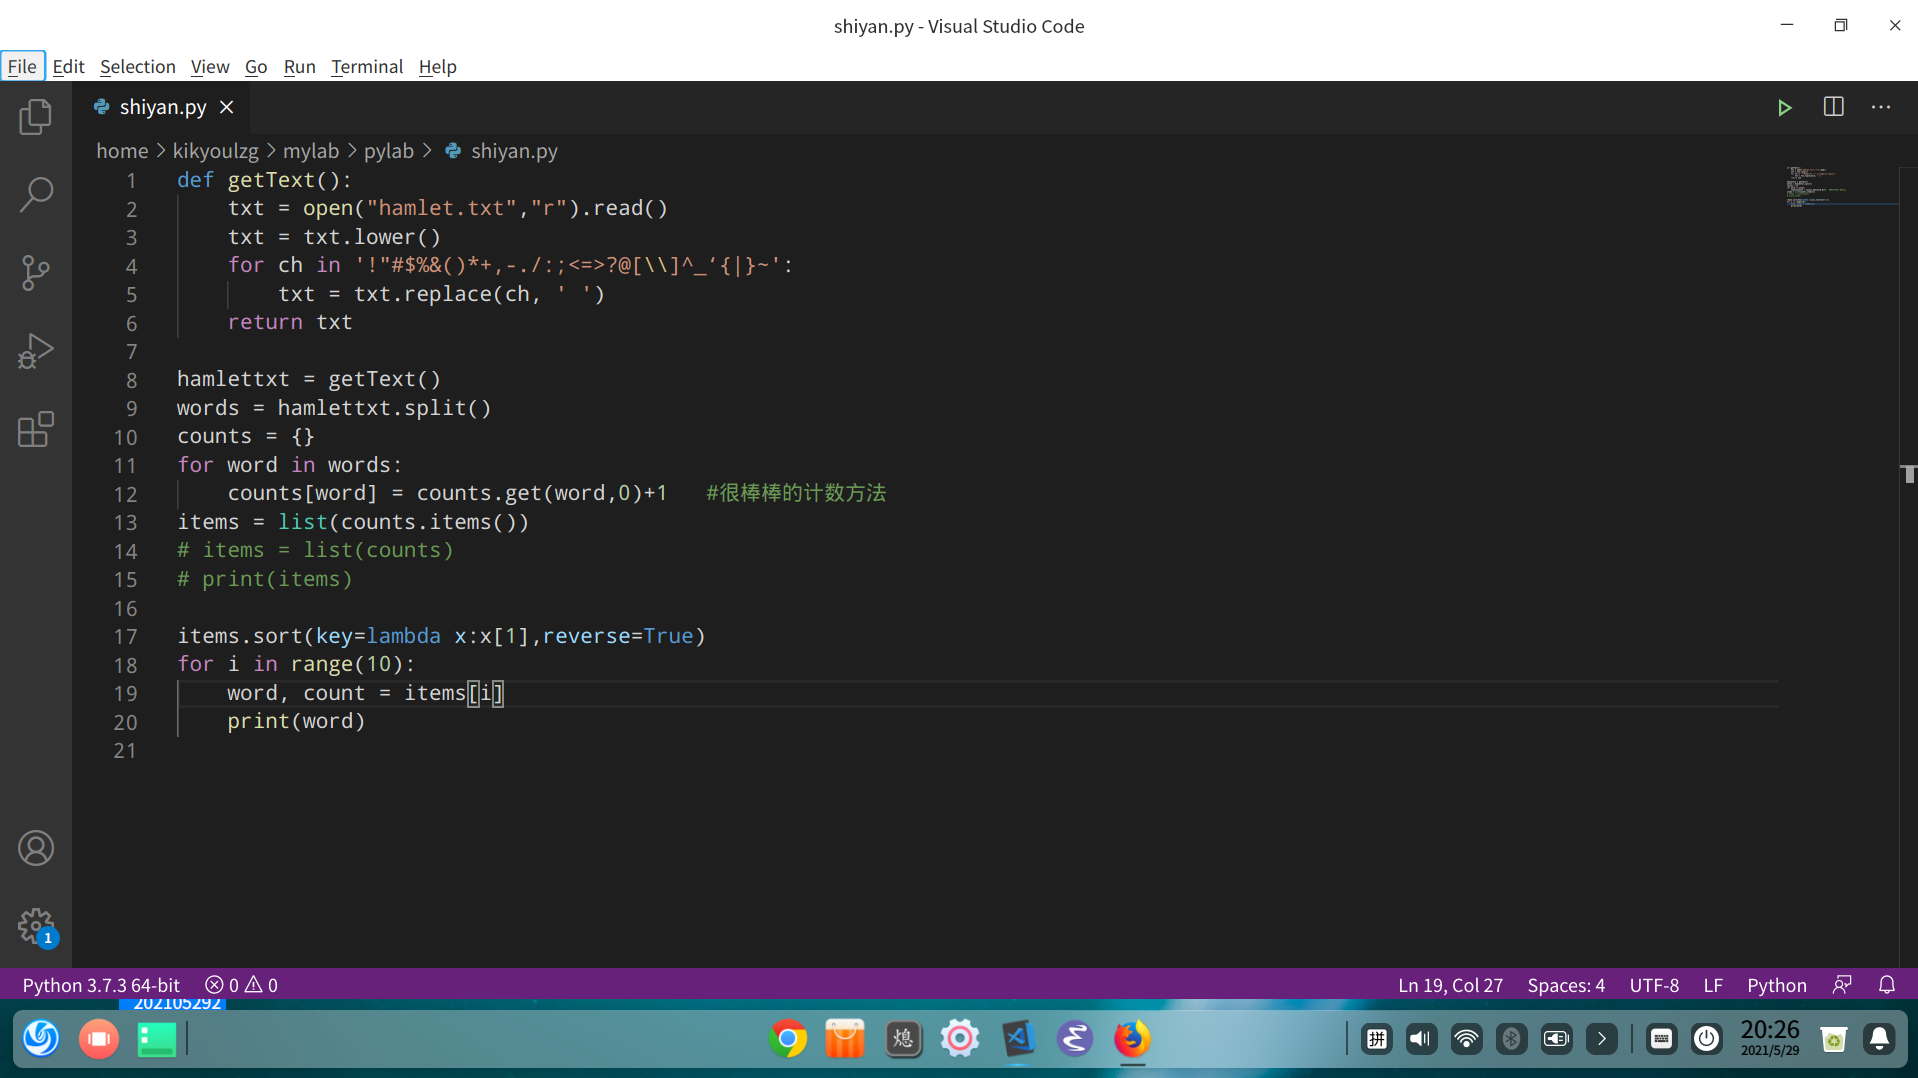 shiyan.py - Visual Studio Code
File Edit Selection View Go Run Terminal Help
shiyan.py
home > kikyoulzg > mylab > pylab > shiyan.py
1 def getText():
2     txt = open("hamlet.txt","r").read()
3     txt = txt.lower()
4     for ch in '!"#$%&()*+,-./:;<=>?@[\\]^_‘{|}~':
5         txt = txt.replace(ch, ' ')
6     return txt
7
8 hamlettxt = getText()
9 words = hamlettxt.split()
10 counts = {}
11 for word in words:
12     counts[word] = counts.get(word,0)+1   #很棒棒的计数方法
13 items = list(counts.items())
14 # items = list(counts)
15 # print(items)
16
17 items.sort(key=lambda x:x[1],reverse=True)
18 for i in range(10):
19     word, count = items[i]
20     print(word)
21
1
Python 3.7.3 64-bit 0 0 Ln 19, Col 27 Spaces: 4 UTF-8 LF Python
202105292
熄 拼 20:26
2021/5/29